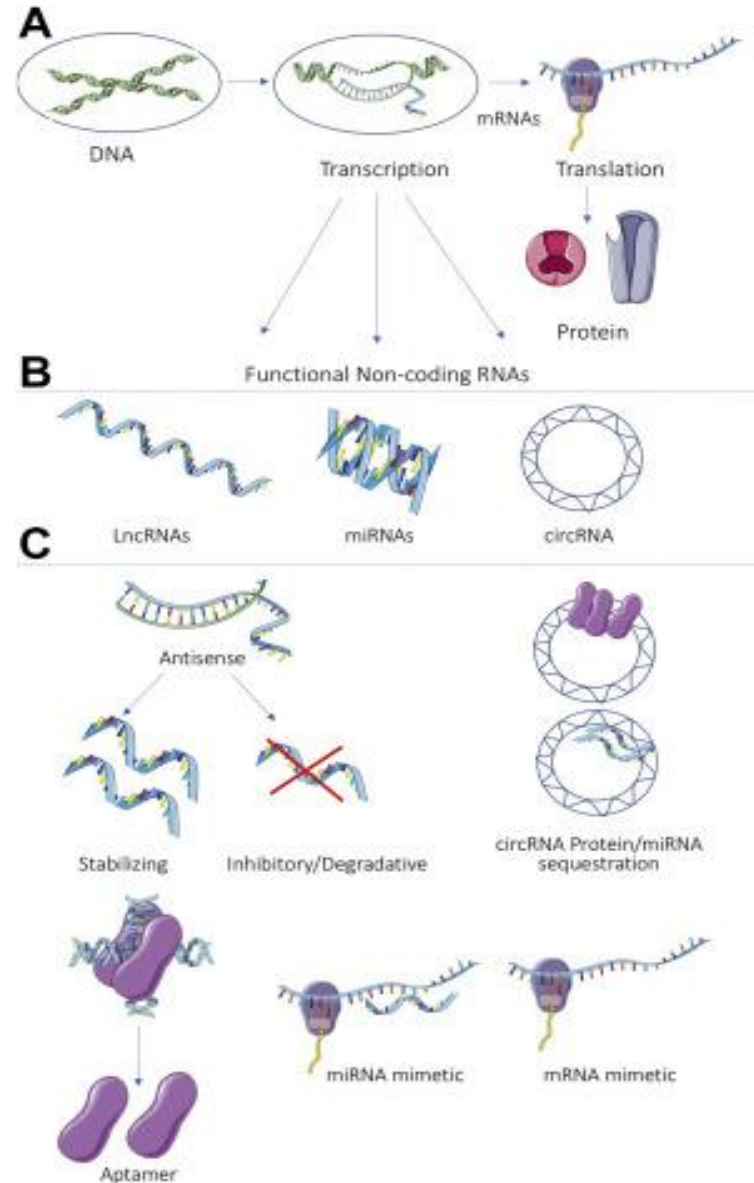 A
DNA
Transcription
mRNAs
Translation
Protein
Functional Non-coding RNAs
B
LncRNAs
miRNAs
circRNA
C
Antisense
Stabilizing
Inhibitory/Degradative
circRNA Protein/miRNA
sequestration
miRNA mimetic
mRNA mimetic
Aptamer